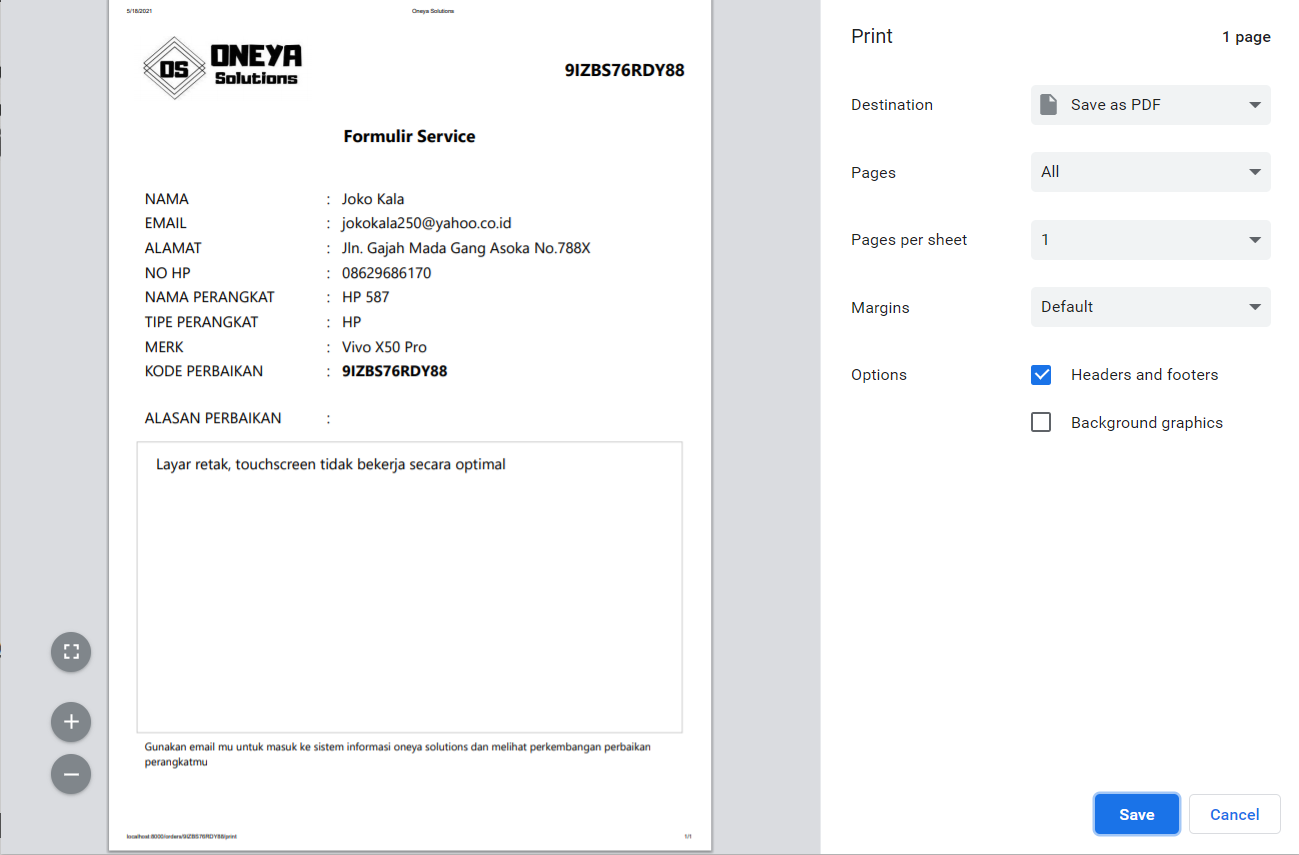 5/18/2021 Oneya Solutions
OS ONEYA
Solutions
9IZBS76RDY88
Formulir Service
NAMA : Joko Kala
EMAIL : jokokala250@yahoo.co.id
ALAMAT : Jln. Gajah Mada Gang Asoka No.788X
NO HP : 08629686170
NAMA PERANGKAT : HP 587
TIPE PERANGKAT : HP
MERK : Vivo X50 Pro
KODE PERBAIKAN : 9IZBS76RDY88
ALASAN PERBAIKAN :
Layar retak, touchscreen tidak bekerja secara optimal
Gunakan email mu untuk masuk ke sistem informasi oneya solutions dan melihat perkembangan perbaikan
perangkatmu
localhost:8000/orders/9IZBS76RDY88/print 1/1
Print 1 page
Destination Save as PDF
Pages All
Pages per sheet 1
Margins Default
Options Headers and footers
Background graphics
Save Cancel